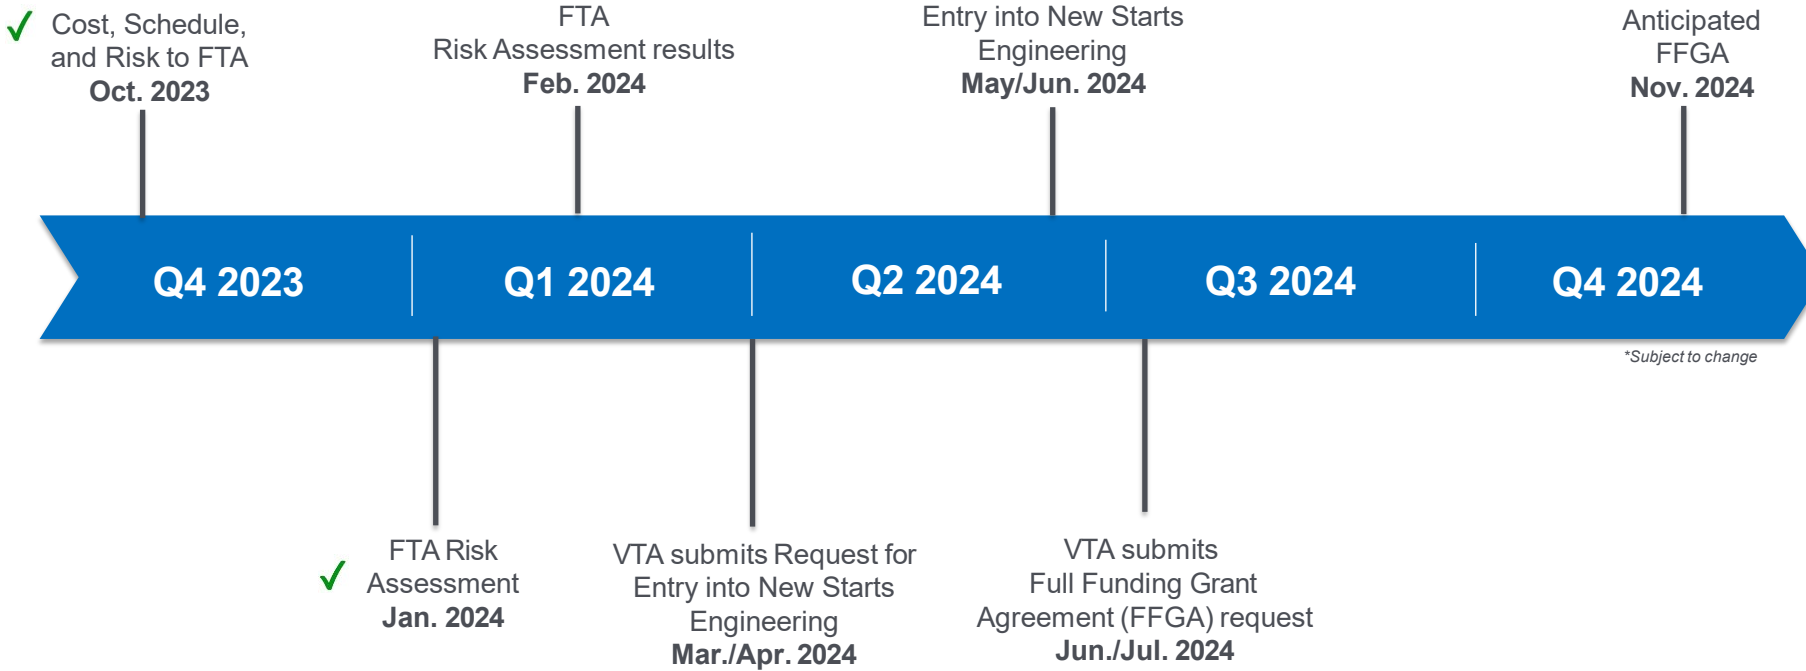 ✓ Cost, Schedule,
and Risk to FTA
Oct. 2023
FTA
Risk Assessment results
Feb. 2024
Entry into New Starts
Engineering
May/Jun. 2024
Anticipated
FFGA
Nov. 2024
Q4 2023
Q1 2024
Q2 2024
Q3 2024
Q4 2024
*Subject to change
✓ FTA Risk
Assessment
Jan. 2024
VTA submits Request for
Entry into New Starts
Engineering
Mar./Apr. 2024
VTA submits
Full Funding Grant
Agreement (FFGA) request
Jun./Jul. 2024